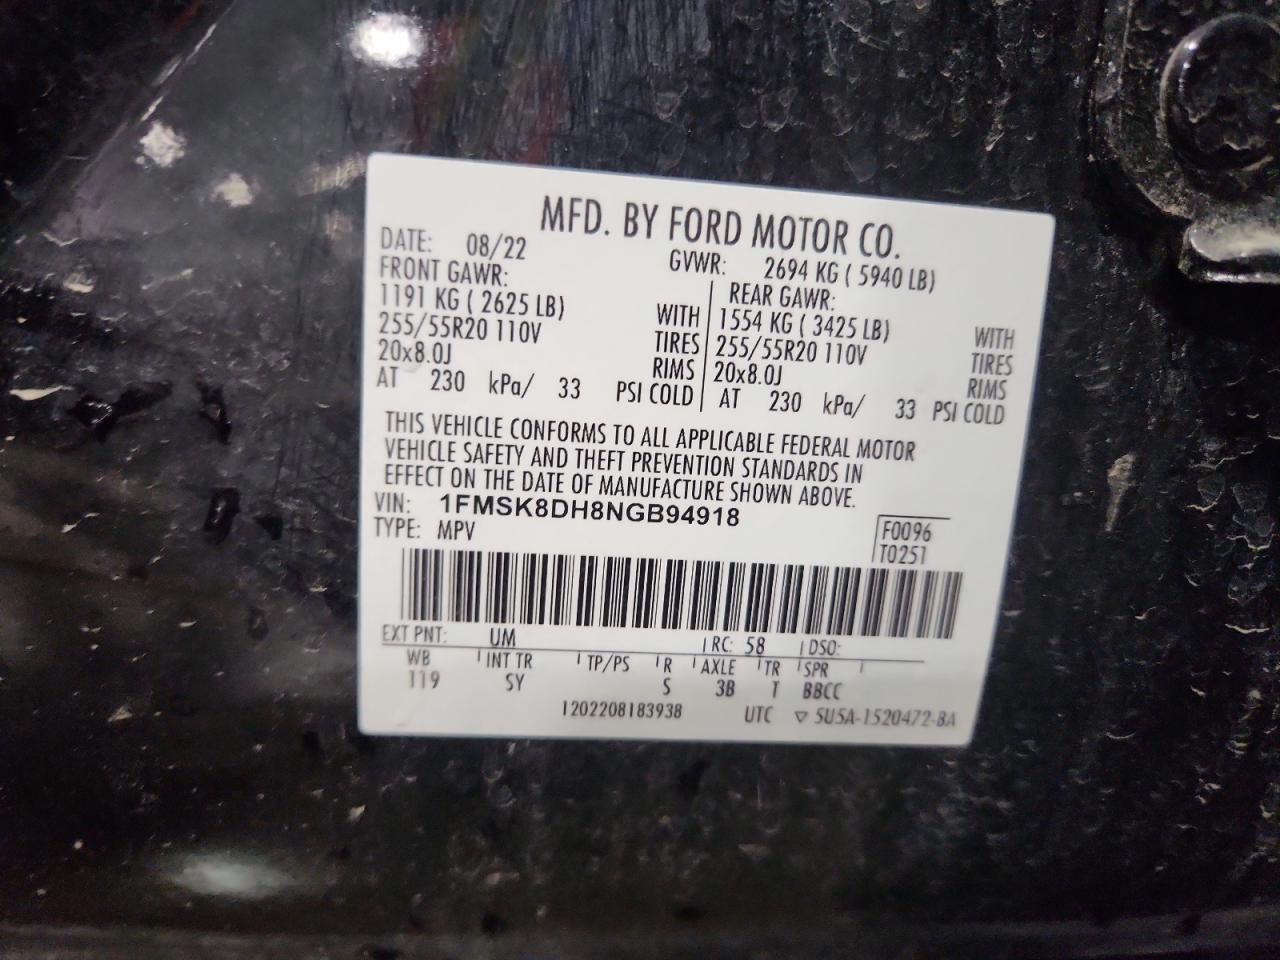 MFD. BY FORD MOTOR CO.
DATE: 08/22 GVWR: 2694 KG ( 5940 LB)
FRONT GAWR: REAR GAWR:
1191 KG ( 2625 LB) WITH 1554 KG ( 3425 LB) WITH
255/55R20 110V TIRES 255/55R20 110V TIRES
20x8.0J RIMS 20x8.0J RIMS
AT 230 kPa/ 33 PSI COLD AT 230 kPa/ 33 PSI COLD
THIS VEHICLE CONFORMS TO ALL APPLICABLE FEDERAL MOTOR
VEHICLE SAFETY AND THEFT PREVENTION STANDARDS IN
EFFECT ON THE DATE OF MANUFACTURE SHOWN ABOVE.
VIN: 1FMSK8DH8NGB94918
TYPE: MPV
F0096
T0251
EXT PNT: UM RC: 58 DSO:
WB INT TR TP/PS R AXLE TR SPR
119 SY S 3B T BBCC
1202208183938 UTC ▽ 5U5A-1520472-BA